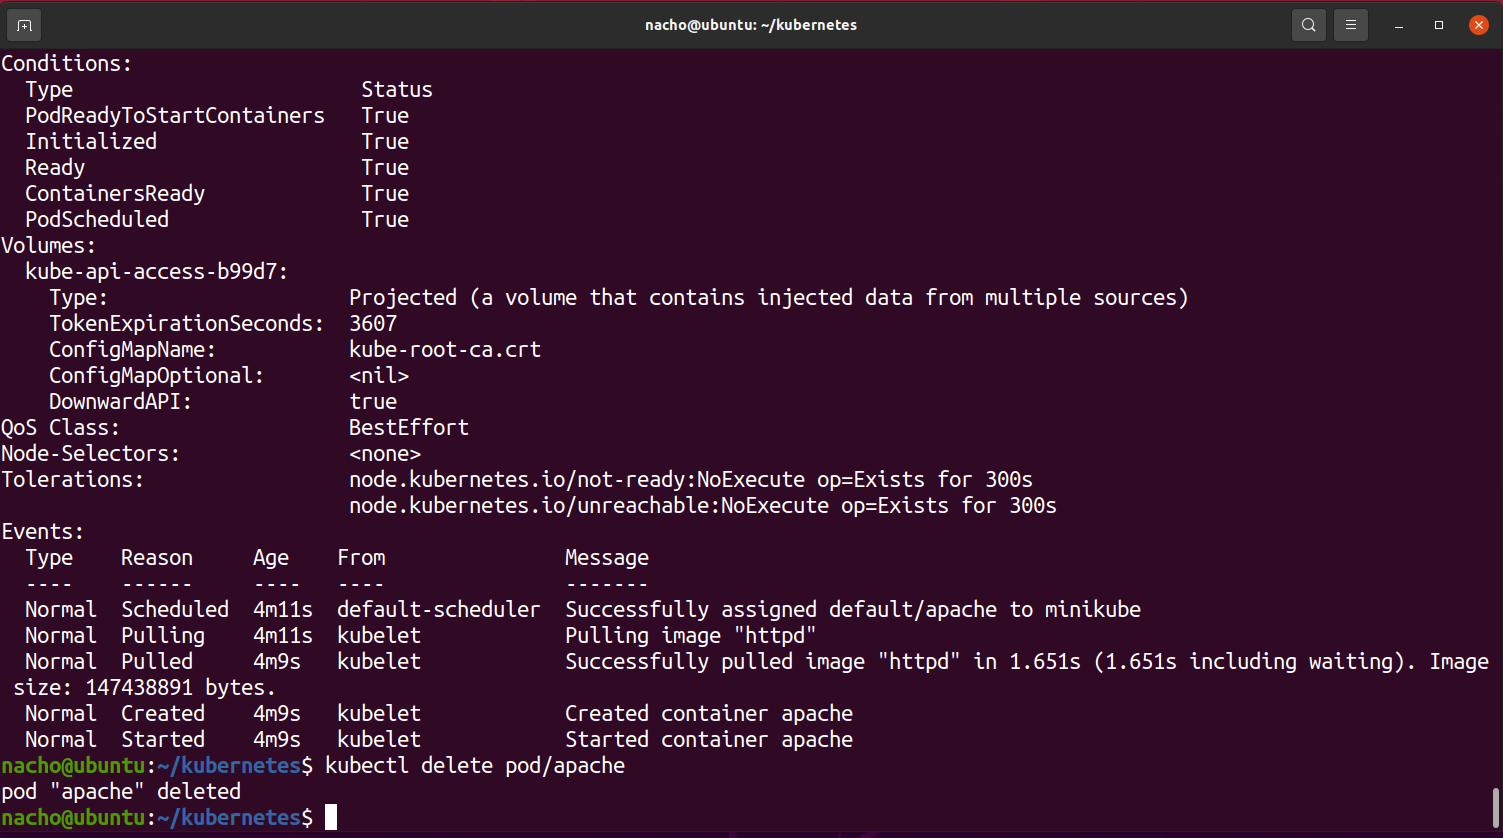 nacho@ubuntu: ~/kubernetes
Conditions:
  Type                        Status
  PodReadyToStartContainers   True
  Initialized                 True
  Ready                       True
  ContainersReady             True
  PodScheduled                True
Volumes:
  kube-api-access-b99d7:
    Type:                    Projected (a volume that contains injected data from multiple sources)
    TokenExpirationSeconds:  3607
    ConfigMapName:           kube-root-ca.crt
    ConfigMapOptional:       <nil>
    DownwardAPI:             true
QoS Class:                   BestEffort
Node-Selectors:              <none>
Tolerations:                 node.kubernetes.io/not-ready:NoExecute op=Exists for 300s
                             node.kubernetes.io/unreachable:NoExecute op=Exists for 300s
Events:
  Type    Reason     Age   From               Message
  ----    ------     ----  ----               -------
  Normal  Scheduled  4m11s  default-scheduler  Successfully assigned default/apache to minikube
  Normal  Pulling    4m11s  kubelet            Pulling image "httpd"
  Normal  Pulled     4m9s   kubelet            Successfully pulled image "httpd" in 1.651s (1.651s including waiting). Image
 size: 147438891 bytes.
  Normal  Created    4m9s   kubelet            Created container apache
  Normal  Started    4m9s   kubelet            Started container apache
nacho@ubuntu:~/kubernetes$ kubectl delete pod/apache
pod "apache" deleted
nacho@ubuntu:~/kubernetes$